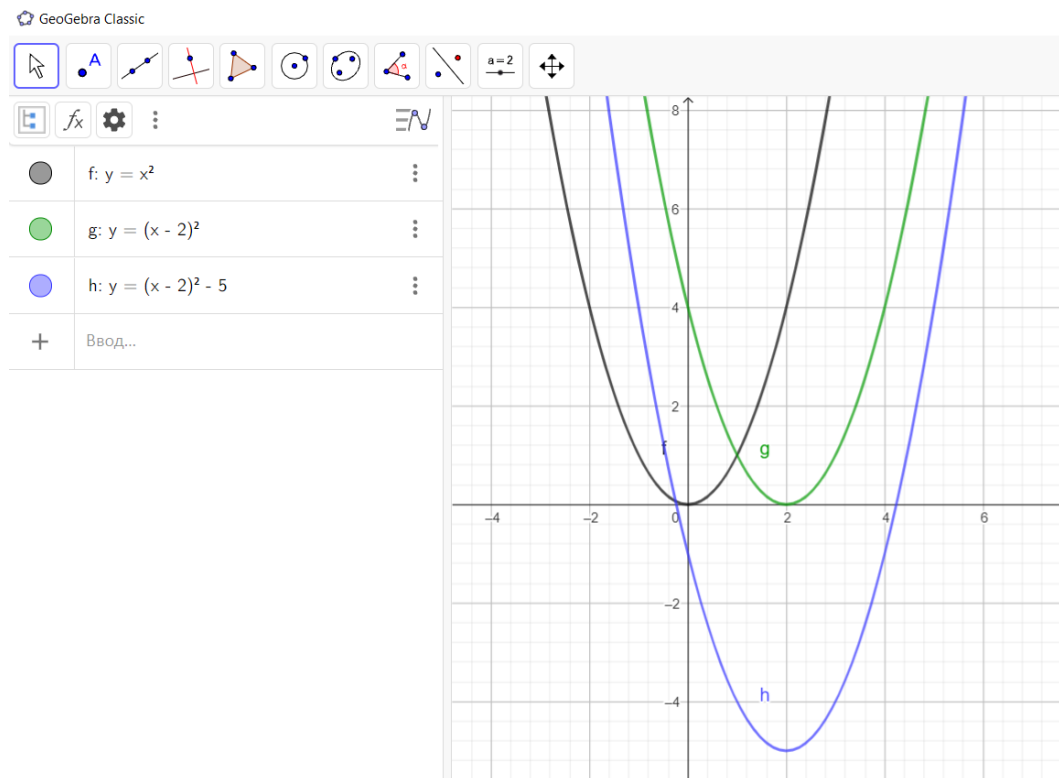 GeoGebra Classic
A
α
a = 2
fx
f: y = x²
g: y = (x - 2)²
h: y = (x - 2)² - 5
+ Ввод...
8
6
4
2
f
g
–4 –2 0 2 4 6
–2
h
–4